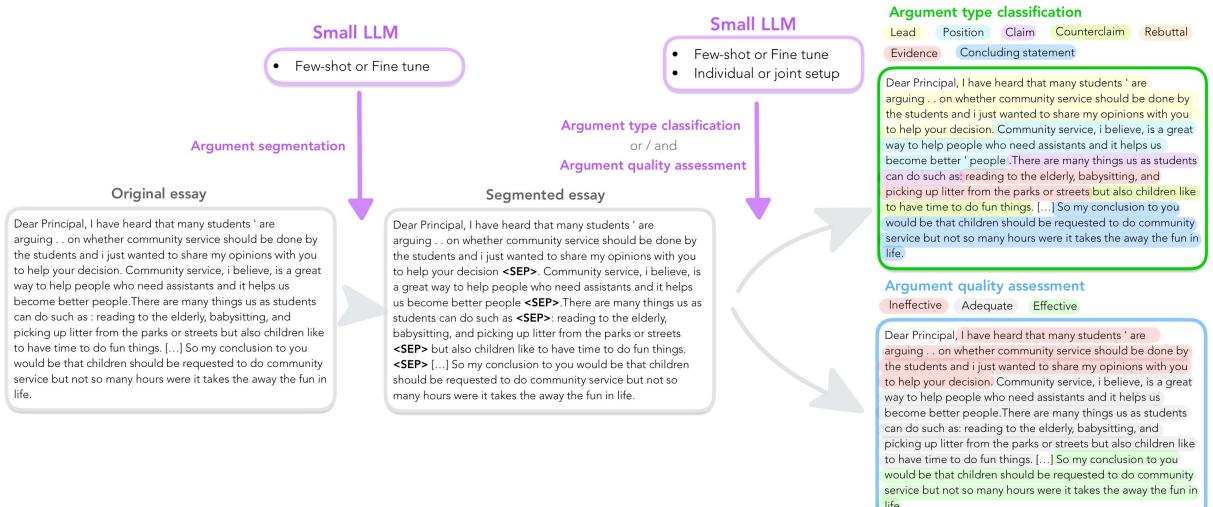 Small LLM
• Few-shot or Fine tune
Argument segmentation
Small LLM
• Few-shot or Fine tune
• Individual or joint setup
Argument type classification
or / and
Argument quality assessment
Original essay
Dear Principal, I have heard that many students ' are
arguing . . on whether community service should be done by
the students and i just wanted to share my opinions with you
to help your decision. Community service, i believe, is a great
way to help people who need assistants and it helps us
become better people.There are many things us as students
can do such as : reading to the elderly, babysitting, and
picking up litter from the parks or streets but also children like
to have time to do fun things. [...] So my conclusion to you
would be that children should be requested to do community
service but not so many hours were it takes the away the fun in
life.
Segmented essay
Dear Principal, I have heard that many students ' are
arguing . . on whether community service should be done by
the students and i just wanted to share my opinions with you
to help your decision <SEP>. Community service, i believe, is
a great way to help people who need assistants and it helps
us become better people <SEP>.There are many things us as
students can do such as <SEP>: reading to the elderly,
babysitting, and picking up litter from the parks or streets
<SEP> but also children like to have time to do fun things.
<SEP> [...] So my conclusion to you would be that children
should be requested to do community service but not so
many hours were it takes the away the fun in life.
Argument type classification
Lead Position Claim Counterclaim Rebuttal
Evidence Concluding statement
Dear Principal, I have heard that many students ' are
arguing . . on whether community service should be done by
the students and i just wanted to share my opinions with you
to help your decision. Community service, i believe, is a great
way to help people who need assistants and it helps us
become better ' people .There are many things us as students
can do such as: reading to the elderly, babysitting, and
picking up litter from the parks or streets but also children like
to have time to do fun things. [...] So my conclusion to you
would be that children should be requested to do community
service but not so many hours were it takes the away the fun in
life.
Argument quality assessment
Ineffective Adequate Effective
Dear Principal, I have heard that many students ' are
arguing . . on whether community service should be done by
the students and i just wanted to share my opinions with you
to help your decision. Community service, i believe, is a great
way to help people who need assistants and it helps us
become better people.There are many things us as students
can do such as: reading to the elderly, babysitting, and
picking up litter from the parks or streets but also children like
to have time to do fun things. [...] So my conclusion to you
would be that children should be requested to do community
service but not so many hours were it takes the away the fun in
life.